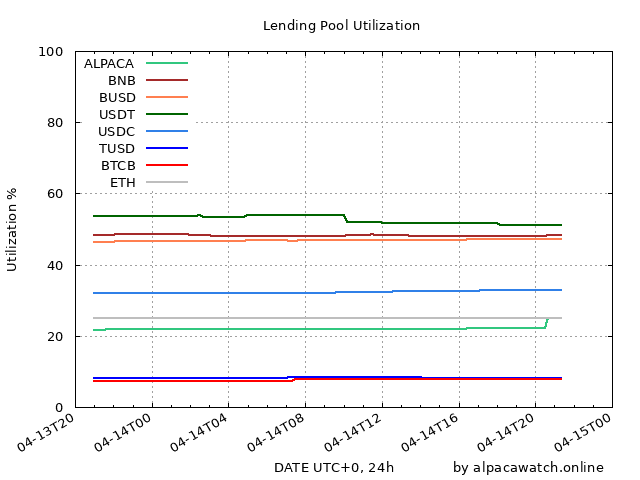 Lending Pool Utilization
100
80
60
40
20
0
Utilization %
ALPACA
BNB
BUSD
USDT
USDC
TUSD
BTCB
ETH
04-13T20
04-14T00
04-14T04
04-14T08
04-14T12
04-14T16
04-14T20
04-15T00
DATE UTC+0, 24h
by alpacawatch.online